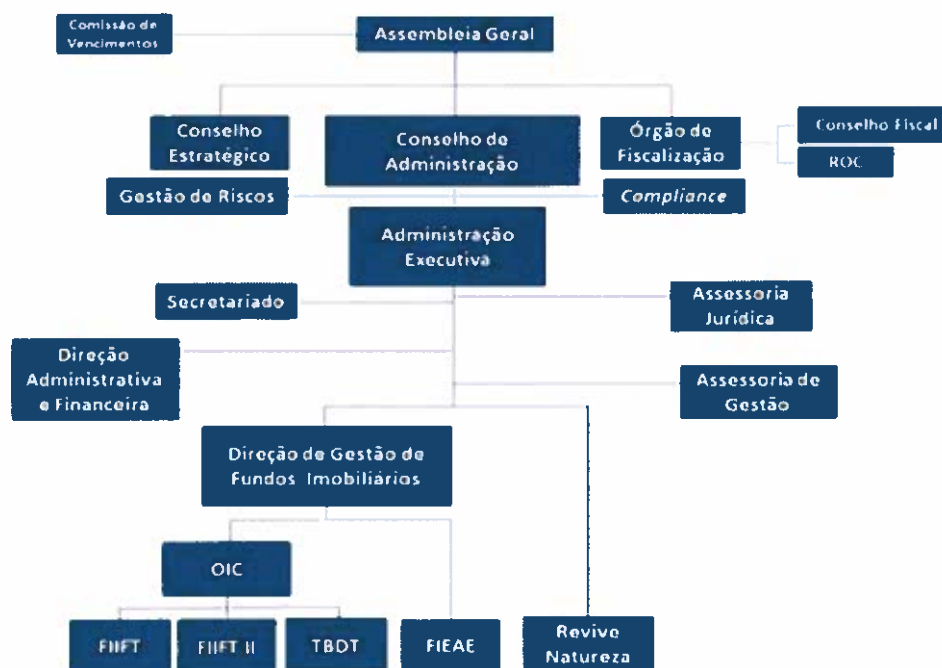 Comissão de
Vencimentos
Assembleia Geral
Conselho
Estratégico
Conselho de
Administração
Órgão de
Fiscalização
Conselho Fiscal
ROC
Gestão de Riscos
Compliance
Administração
Executiva
Secretariado
Assessoria
Jurídica
Direção
Administrativa
e Financeira
Assessoria de
Gestão
Direção de Gestão de
Fundos Imobiliários
OIC
FIIFT
FIIFT II
TBDT
FIEAE
Revive
Natureza